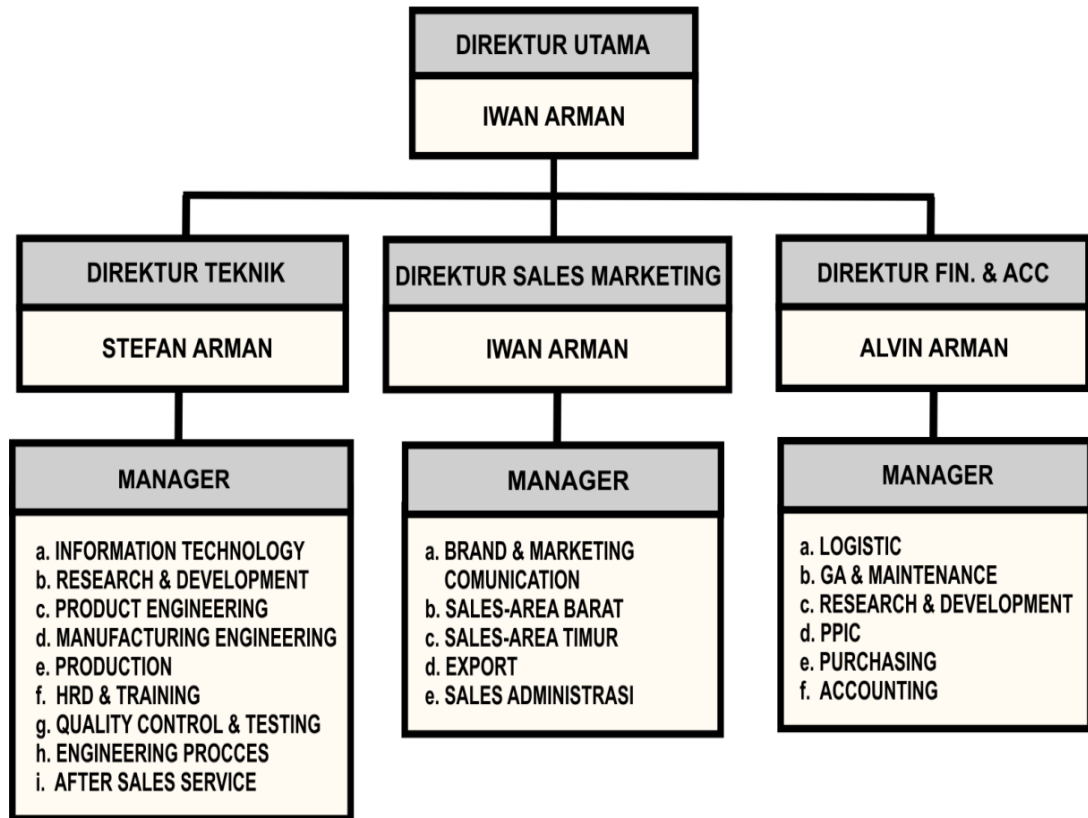 DIREKTUR UTAMA
IWAN ARMAN
DIREKTUR TEKNIK
STEFAN ARMAN
DIREKTUR SALES MARKETING
IWAN ARMAN
DIREKTUR FIN. & ACC
ALVIN ARMAN
MANAGER
a. INFORMATION TECHNOLOGY
b. RESEARCH & DEVELOPMENT
c. PRODUCT ENGINEERING
d. MANUFACTURING ENGINEERING
e. PRODUCTION
f. HRD & TRAINING
g. QUALITY CONTROL & TESTING
h. ENGINEERING PROCCES
i. AFTER SALES SERVICE
MANAGER
a. BRAND & MARKETING
COMUNICATION
b. SALES-AREA BARAT
c. SALES-AREA TIMUR
d. EXPORT
e. SALES ADMINISTRASI
MANAGER
a. LOGISTIC
b. GA & MAINTENANCE
c. RESEARCH & DEVELOPMENT
d. PPIC
e. PURCHASING
f. ACCOUNTING